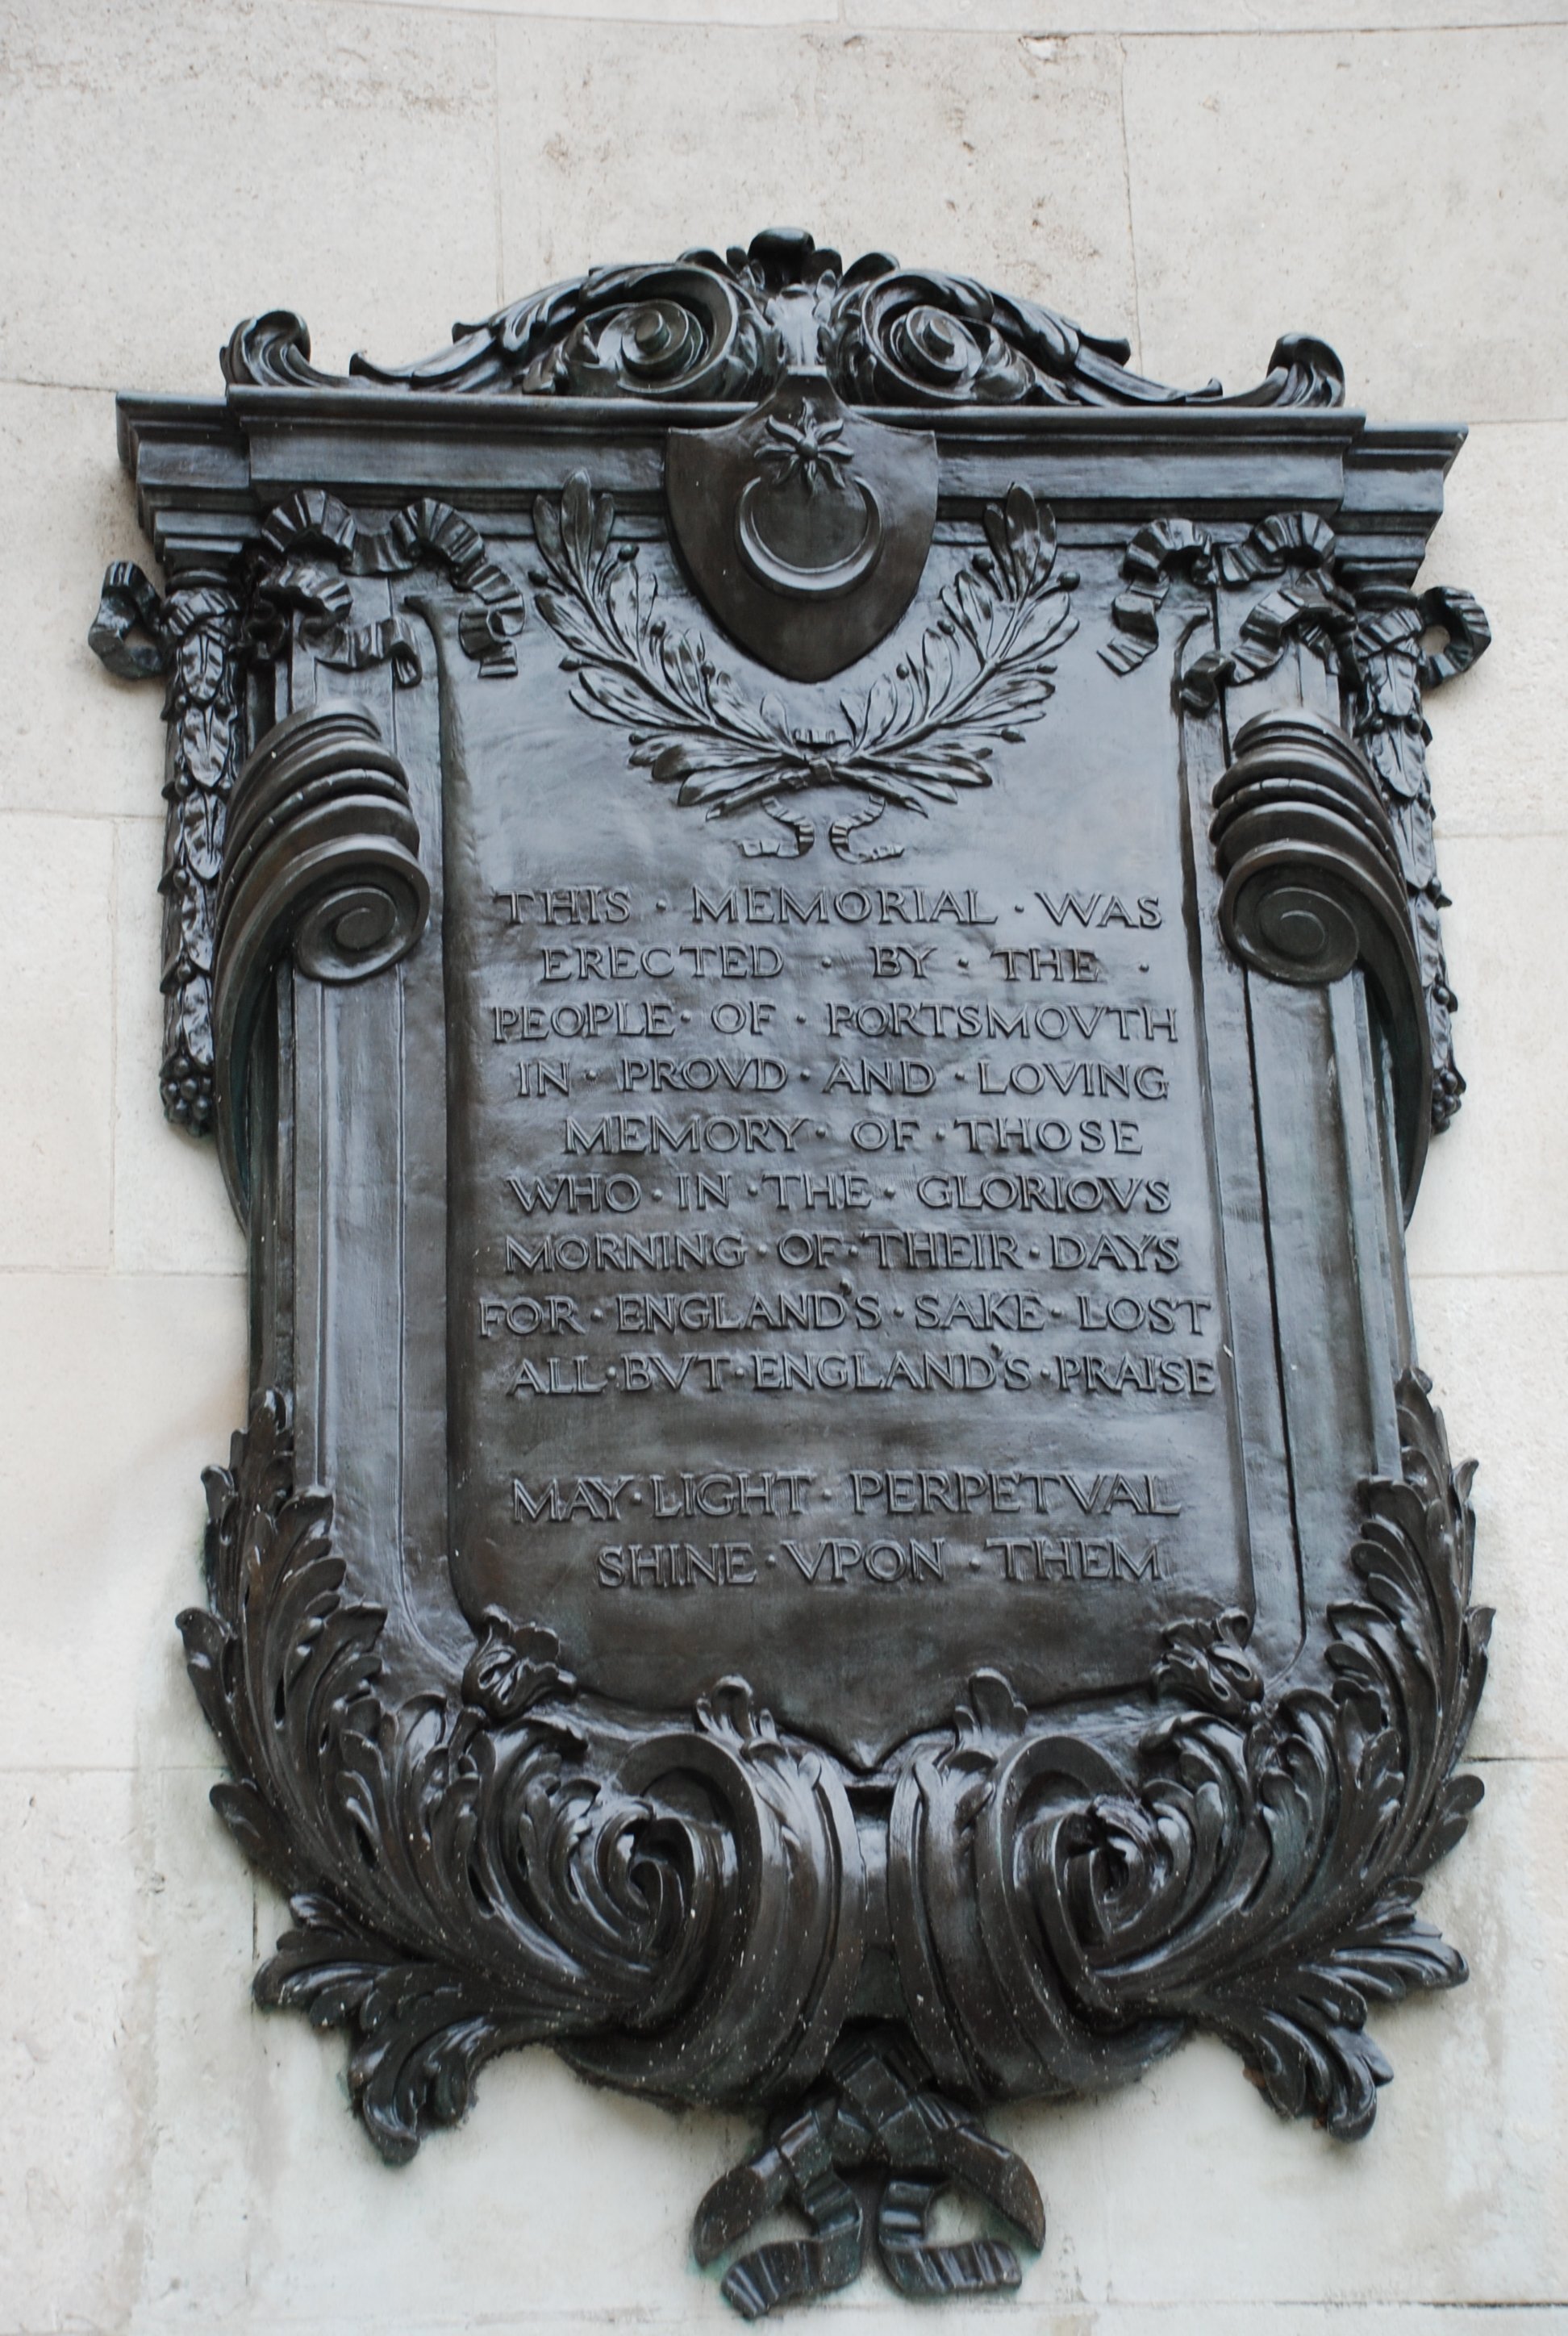 THIS · MEMORIAL · WAS
ERECTED · BY · THE ·
PEOPLE · OF · PORTSMOVTH
IN · PROVD · AND · LOVING
MEMORY · OF · THOSE
WHO · IN · THE · GLORIOVS
MORNING · OF · THEIR · DAYS
FOR · ENGLAND'S · SAKE · LOST
ALL · BVT · ENGLAND'S · PRAISE
MAY · LIGHT · PERPETVAL
SHINE · VPON · THEM